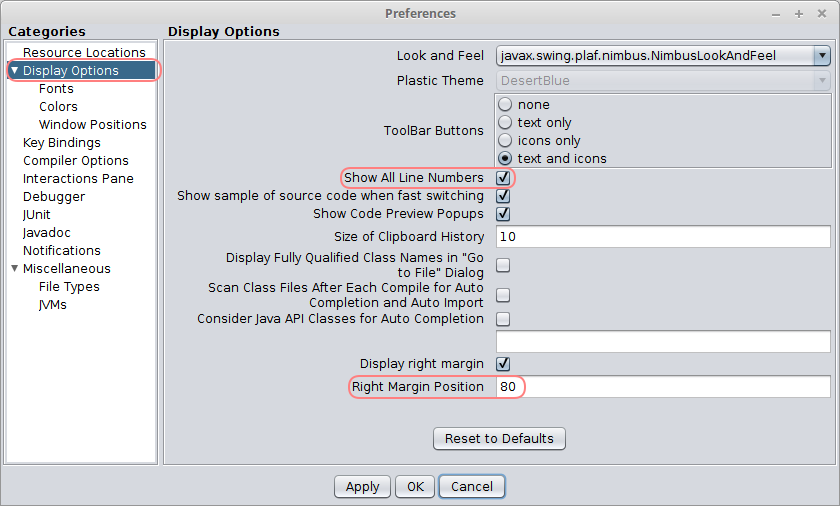 Preferences
Categories
Resource Locations
Display Options
Fonts
Colors
Window Positions
Key Bindings
Compiler Options
Interactions Pane
Debugger
JUnit
Javadoc
Notifications
Miscellaneous
File Types
JVMs
Display Options
Look and Feel
javax.swing.plaf.nimbus.NimbusLookAndFeel
Plastic Theme
DesertBlue
ToolBar Buttons
none
text only
icons only
text and icons
Show All Line Numbers
Show sample of source code when fast switching
Show Code Preview Popups
Size of Clipboard History
10
Display Fully Qualified Class Names in "Go
to File" Dialog
Scan Class Files After Each Compile for Auto
Completion and Auto Import
Consider Java API Classes for Auto Completion
Display right margin
Right Margin Position
80
Reset to Defaults
Apply
OK
Cancel